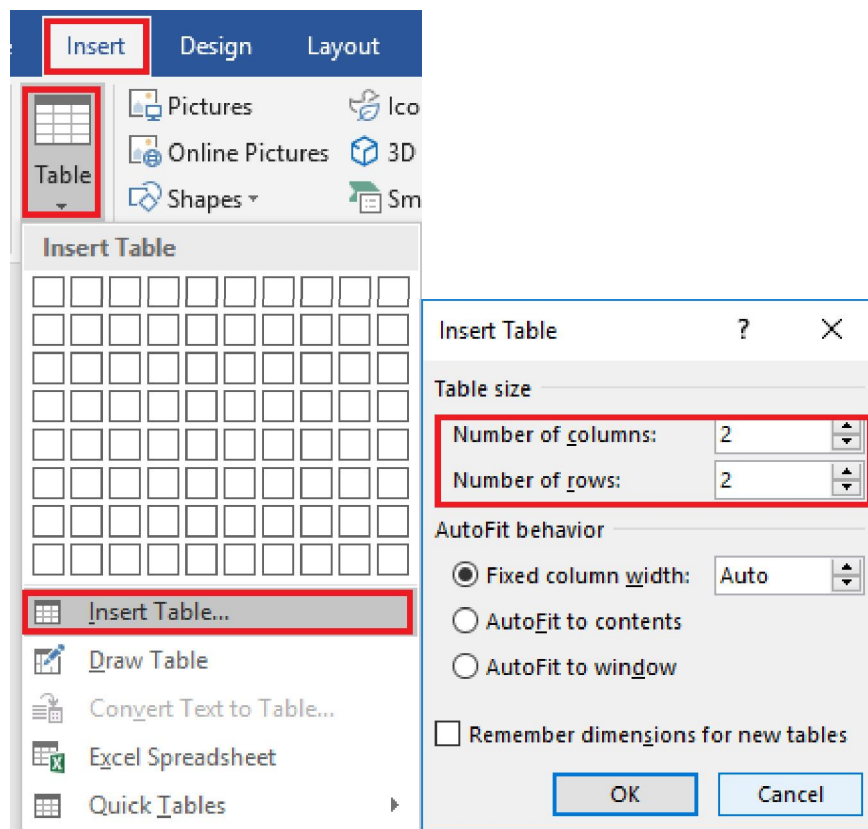 Insert Design Layout
Pictures Ico
Online Pictures 3D
Table
Shapes Sm
Insert Table
Insert Table...
Draw Table
Convert Text to Table...
Excel Spreadsheet
Quick Tables
Insert Table ?
Table size
Number of columns: 2
Number of rows: 2
AutoFit behavior
Fixed column width: Auto
AutoFit to contents
AutoFit to window
Remember dimensions for new tables
OK Cancel